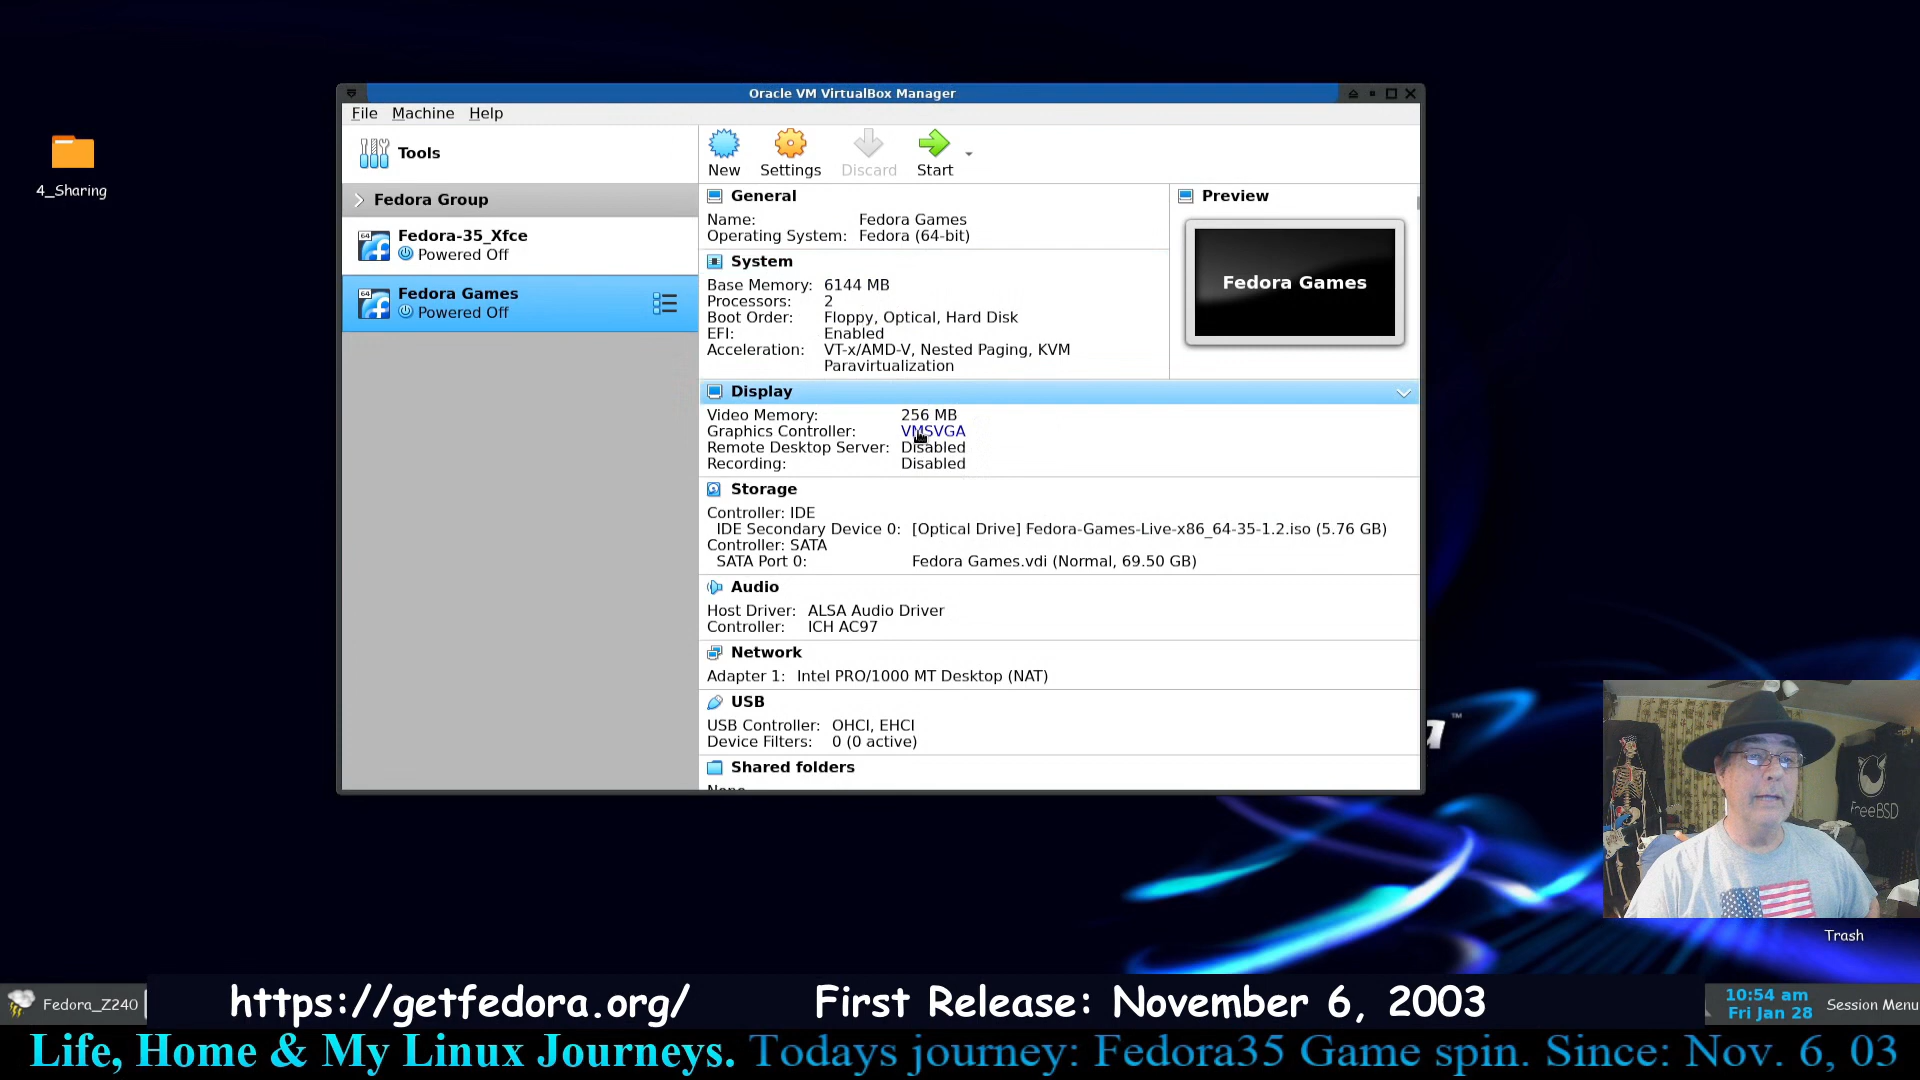 Oracle VM VirtualBox Manager
File Machine Help
4_Sharing
Tools
New Settings Discard Start
Fedora Group
64
Fedora-35_Xfce
Powered Off
64
Fedora Games
Powered Off
General
Name: Fedora Games
Operating System: Fedora (64-bit)
System
Base Memory: 6144 MB
Processors: 2
Boot Order: Floppy, Optical, Hard Disk
EFI: Enabled
Acceleration: VT-x/AMD-V, Nested Paging, KVM
Paravirtualization
Preview
Fedora Games
Display
Video Memory: 256 MB
Graphics Controller: VMSVGA
Remote Desktop Server: Disabled
Recording: Disabled
Storage
Controller: IDE
IDE Secondary Device 0: [Optical Drive] Fedora-Games-Live-x86_64-35-1.2.iso (5.76 GB)
Controller: SATA
SATA Port 0: Fedora Games.vdi (Normal, 69.50 GB)
Audio
Host Driver: ALSA Audio Driver
Controller: ICH AC97
Network
Adapter 1: Intel PRO/1000 MT Desktop (NAT)
USB
USB Controller: OHCI, EHCI
Device Filters: 0 (0 active)
Shared folders
a™
FreeBSD
Trash
Fedora_Z240
https://getfedora.org/ First Release: November 6, 2003
10:54 am
Fri Jan 28
Session Menu
Life, Home & My Linux Journeys. Todays journey: Fedora35 Game spin. Since: Nov. 6, 03